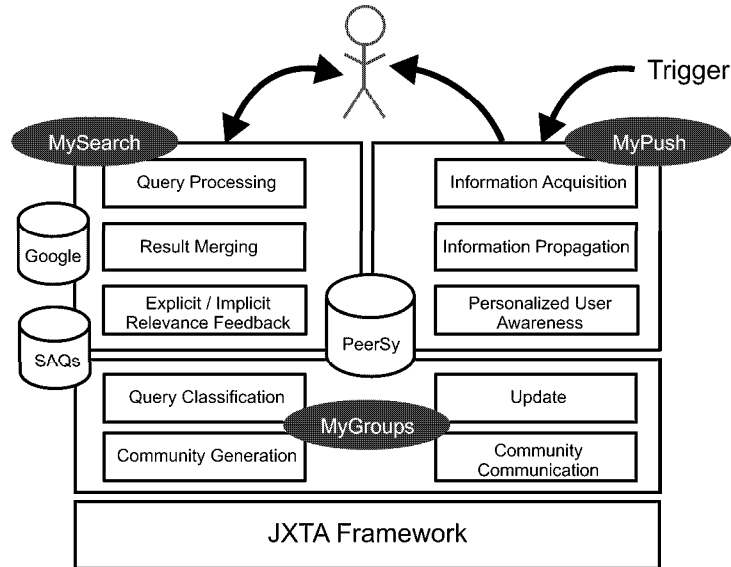 Trigger
MySearch
MyPush
Query Processing
Information Acquisition
Google
Result Merging
Information Propagation
Explicit / Implicit
Relevance Feedback
PeerSy
Personalized User
Awareness
SAQs
Query Classification
Update
MyGroups
Community Generation
Community
Communication
JXTA Framework